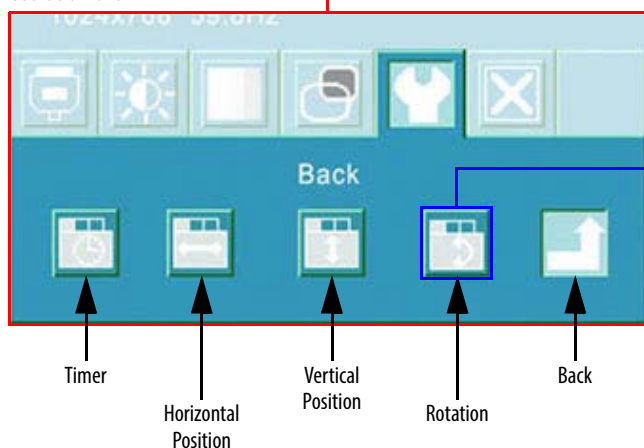 1024x768 59.8Hz
Back
Timer
Horizontal
Position
Vertical
Position
Rotation
Back